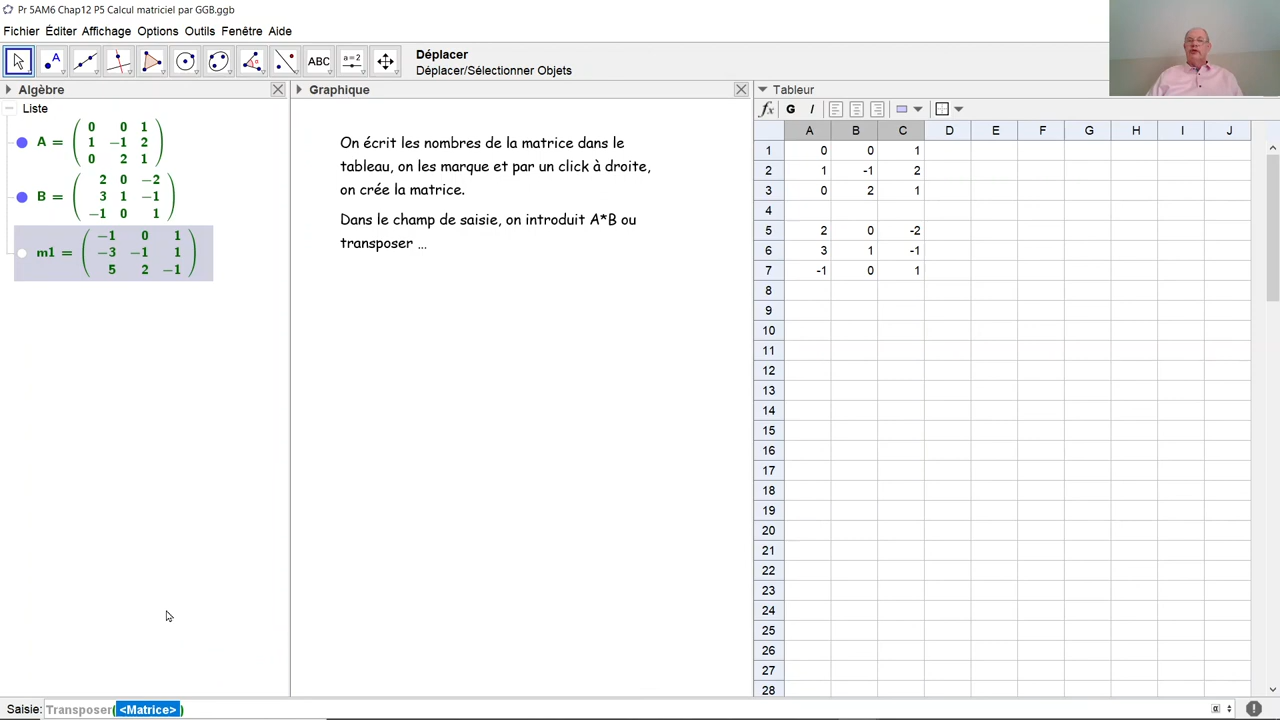 Pr 5AM6 Chap12 P5 Calcul matriciel par GGB.ggb
Fichier Éditer Affichage Options Outils Fenêtre Aide
A ABC a=2 Déplacer
Déplacer/Sélectionner Objets
Algèbre Graphique Tableur
Liste
fx G I
A B C D E F G H I J
A = ( 0 0 1
1 −1 2
0 2 1 )
B = ( 2 0 −2
3 1 −1
−1 0 1 )
m1 = ( −1 0 1
−3 −1 1
5 2 −1 )
On écrit les nombres de la matrice dans le
tableau, on les marque et par un click à droite,
on crée la matrice.
Dans le champ de saisie, on introduit A*B ou
transposer ...
1 0 0 1
2 1 -1 2
3 0 2 1
4
5 2 0 -2
6 3 1 -1
7 -1 0 1
8
9
10
11
12
13
14
15
16
17
18
19
20
21
22
23
24
25
26
27
28
Saisie: Transposer( <Matrice> ) α